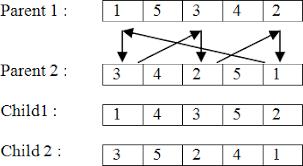 Parent 1 : 1 5 3 4 2
Parent 2 : 3 4 2 5 1
Child1 : 1 4 3 5 2
Child 2 : 3 5 2 4 1